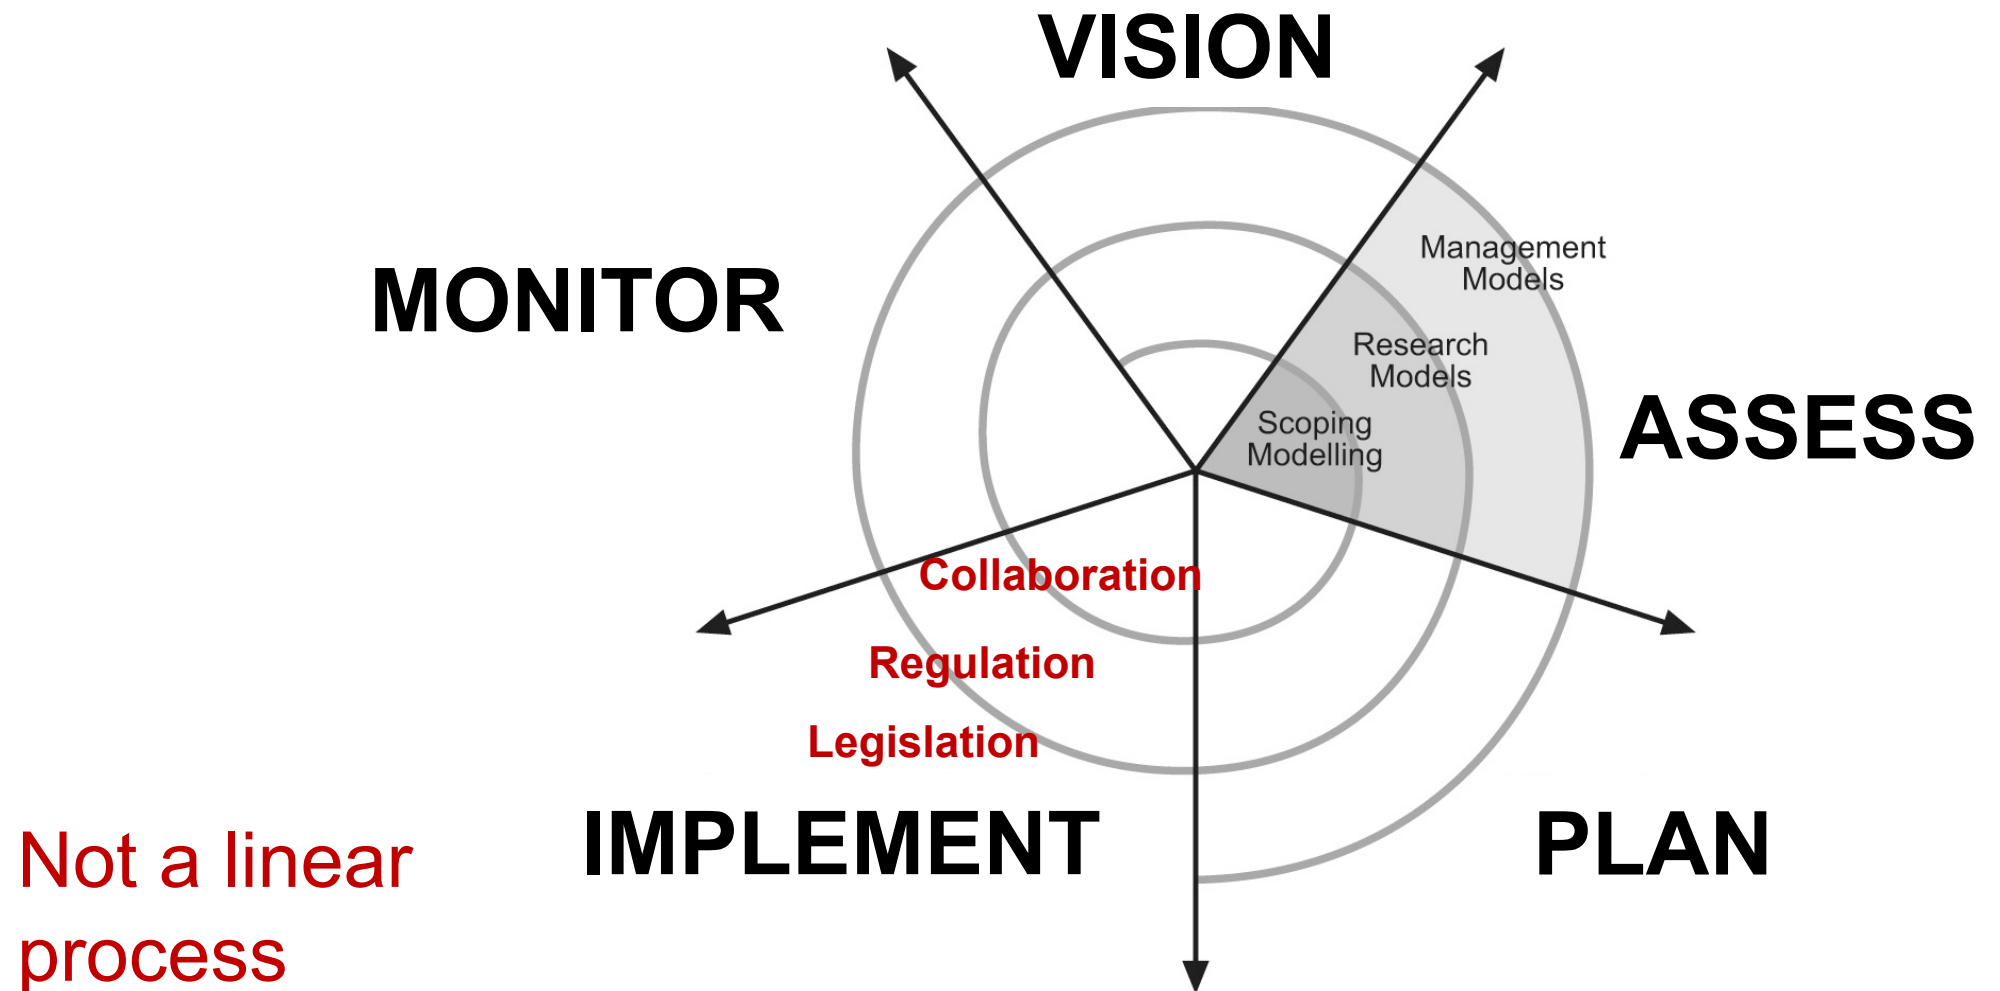 VISION
Management
Models
MONITOR
Research
Models
ASSESS
Scoping
Modelling
Collaboration
Regulation
Legislation
IMPLEMENT
PLAN
Not a linear
process